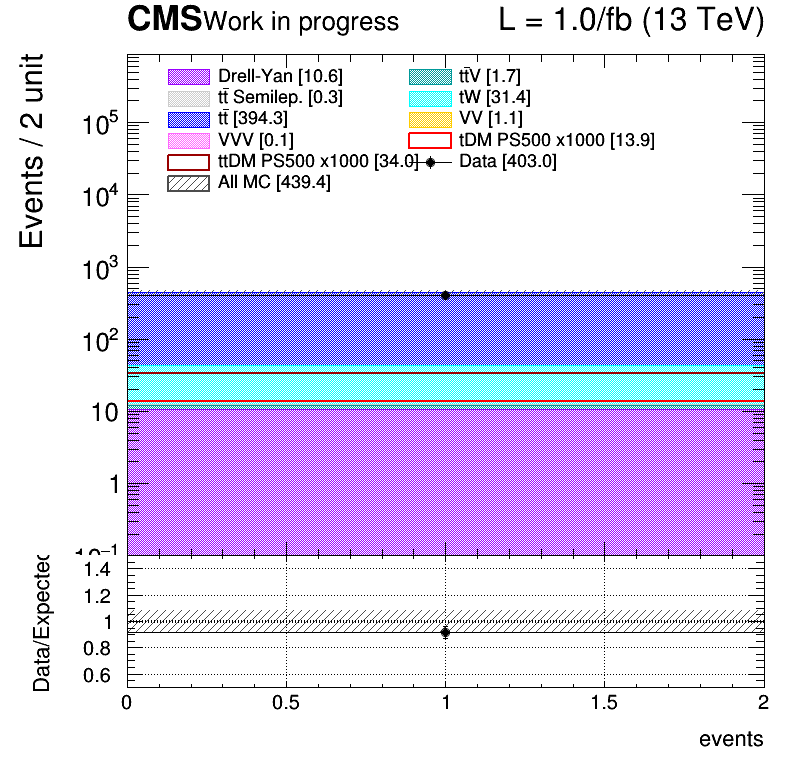 CMS Work in progress L = 1.0/fb (13 TeV)
Events / 2 unit
Drell-Yan [10.6] tt̄V [1.7]
tt̄ Semilep. [0.3] tW [31.4]
tt̄ [394.3] VV [1.1]
VVV [0.1] tDM PS500 x1000 [13.9]
ttDM PS500 x1000 [34.0] Data [403.0]
All MC [439.4]
10⁵
10⁴
10³
10²
10
1
10⁻¹
Data/Expected
1.4
1.2
1
0.8
0.6
0 0.5 1 1.5 2
events